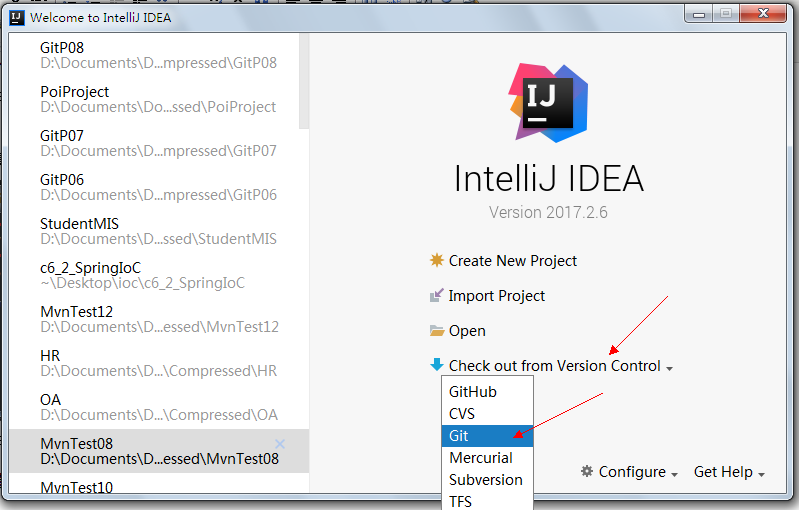 Welcome to IntelliJ IDEA
GitP08
D:\Documents\D...mpressed\GitP08
PoiProject
D:\Documents\Do...ssed\PoiProject
GitP07
D:\Documents\D...mpressed\GitP07
GitP06
D:\Documents\D...mpressed\GitP06
StudentMIS
D:\Documents\D...ssed\StudentMIS
c6_2_SpringIoC
~\Desktop\ioc\c6_2_SpringIoC
MvnTest12
D:\Documents\D...essed\MvnTest12
HR
D:\Documents\D...\Compressed\HR
OA
D:\Documents\D...\Compressed\OA
MvnTest08
D:\Documents\D...essed\MvnTest08
MvnTest10
IJ
IntelliJ IDEA
Version 2017.2.6
Create New Project
Import Project
Open
Check out from Version Control
GitHub
CVS
Git
Mercurial
Subversion
TFS
Configure
Get Help